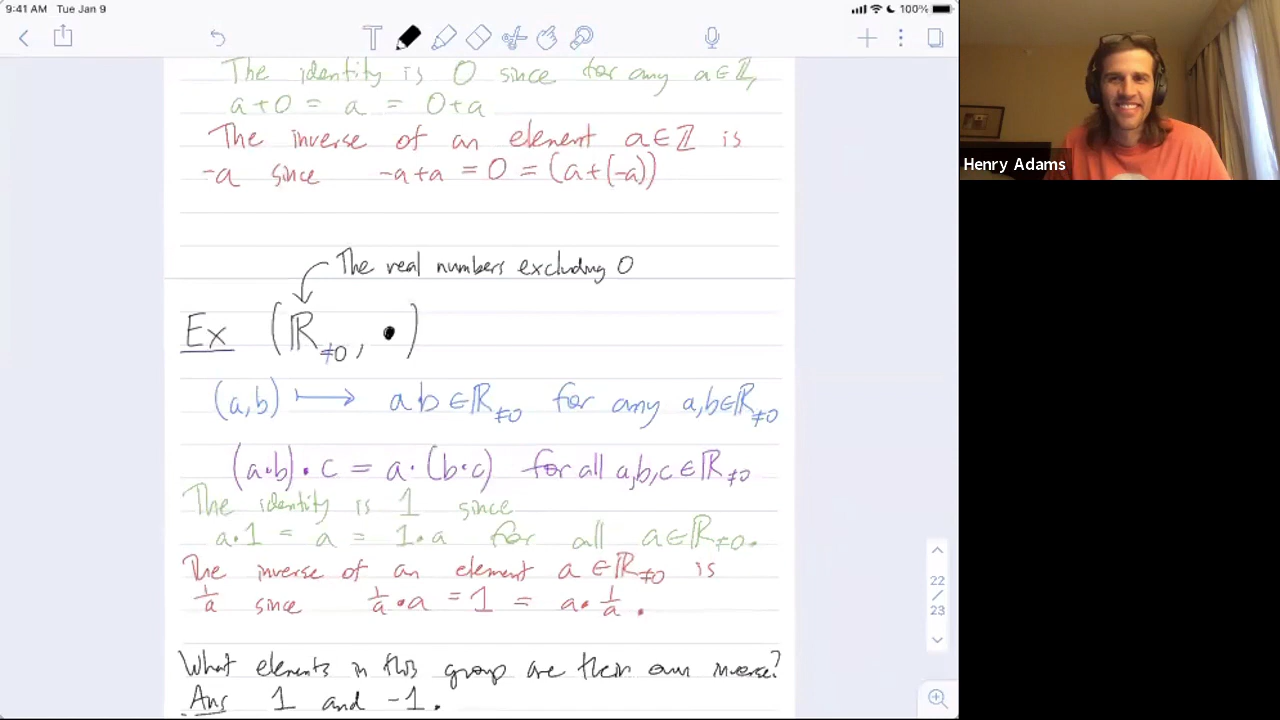 9:41 AM Tue Jan 9
100%
The identity is 0 since for any a∈ℤ,
a+0 = a = 0+a
The inverse of an element a∈ℤ is
-a since -a+a = 0 = (a+(-a))
The real numbers excluding 0
Ex (ℝ≠0, •)
(a,b) ⟼ ab∈ℝ≠0 for any a,b∈ℝ≠0
(a·b)·c = a·(b·c) for all a,b,c∈ℝ≠0
The identity is 1 since
a·1 = a = 1·a for all a∈ℝ≠0.
The inverse of an element a∈ℝ≠0 is
1/a since 1/a·a = 1 = a·1/a.
What elements in this group are their own inverse?
Ans 1 and -1.
22
/
23
Henry Adams